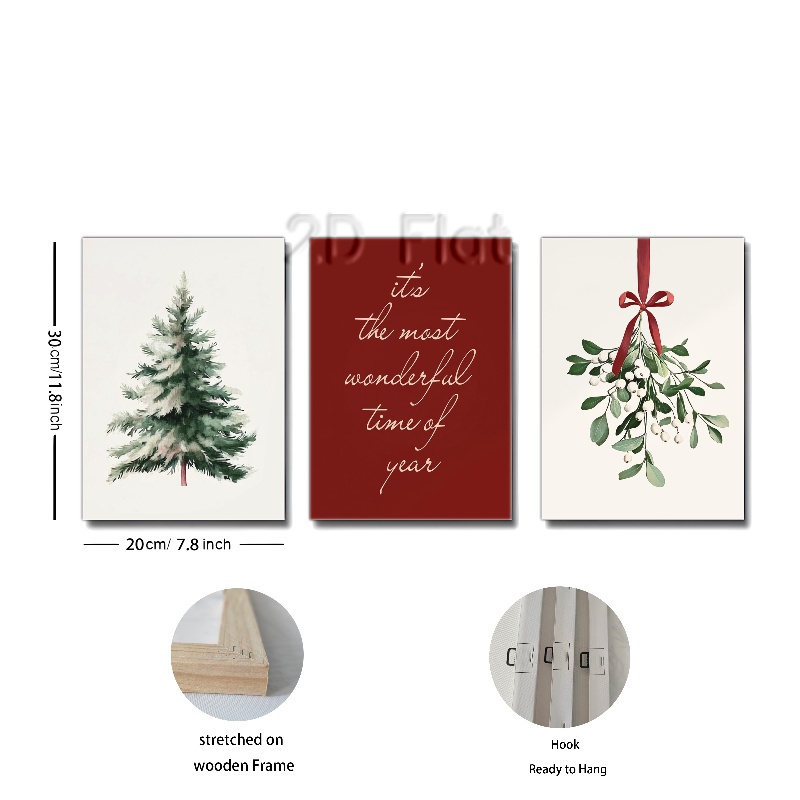 2D Flat
it's
the most
wonderful
time of
year
30cm/11.8inch
20cm/ 7.8 inch
stretched on
wooden Frame
Hook
Ready to Hang